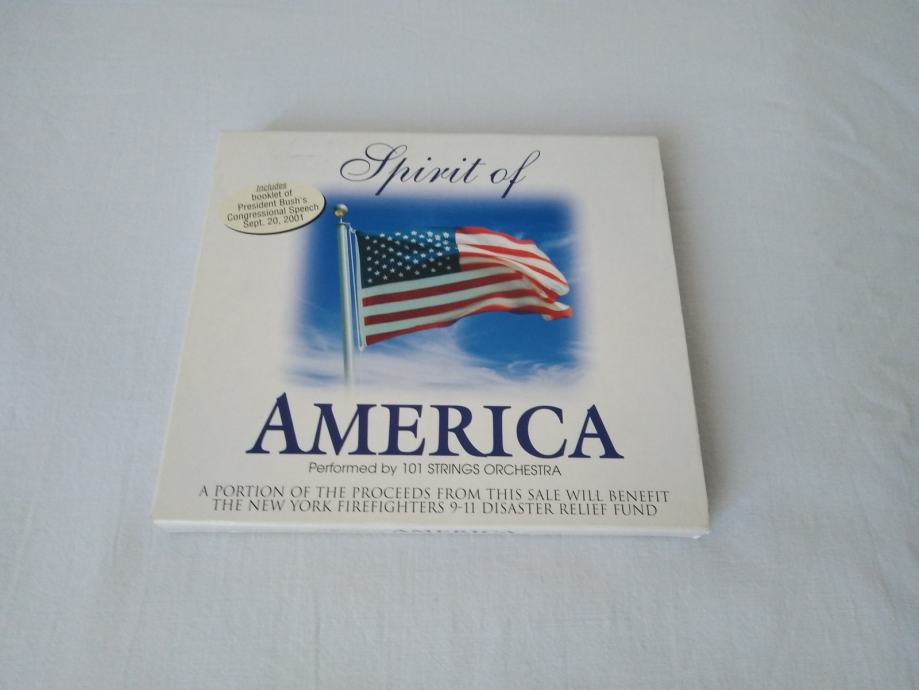 Spirit of
Includes
booklet of
President Bush's
Congressional Speech
Sept. 20, 2001
AMERICA
Performed by 101 STRINGS ORCHESTRA
A PORTION OF THE PROCEEDS FROM THIS SALE WILL BENEFIT
THE NEW YORK FIREFIGHTERS 9-11 DISASTER RELIEF FUND
AMERICA